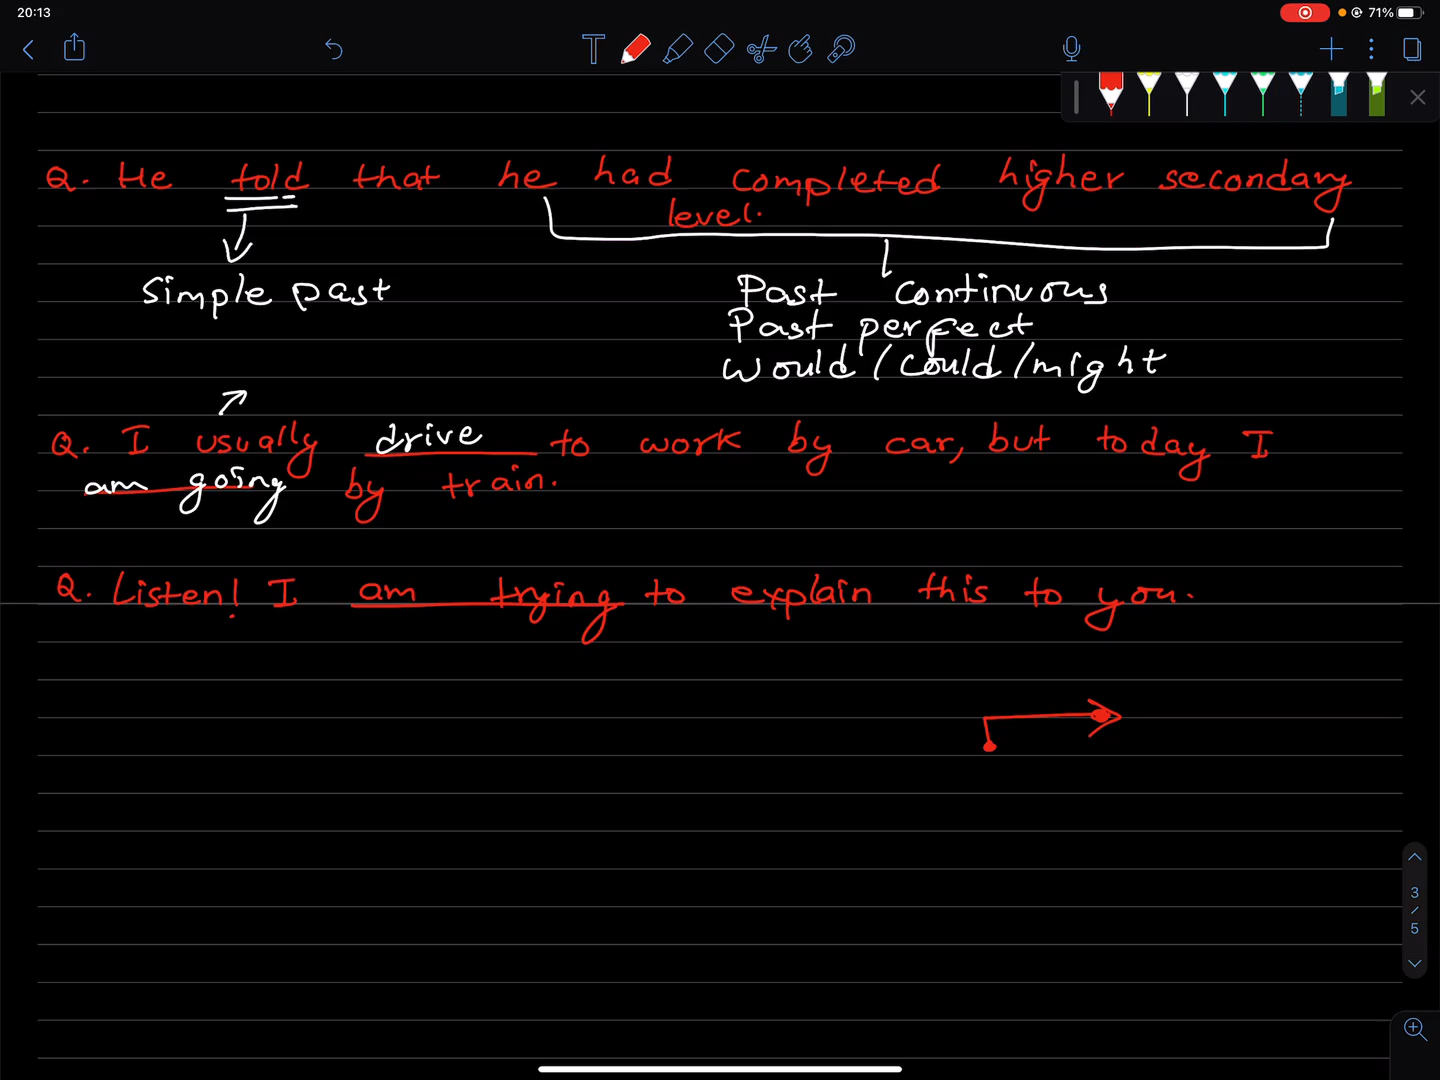 20:13
71%
T
Q. He told that he had completed higher secondary
level.
Simple past
Past continuous
Past perfect
would/could/might
Q. I usually drive to work by car, but today I
am going by train.
Q. Listen! I am trying to explain this to you.
3
/
5